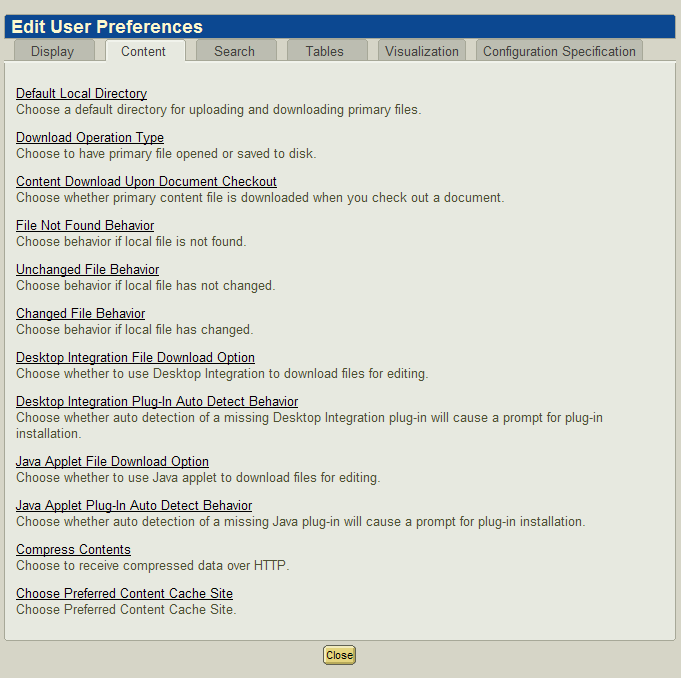 Edit User Preferences
Display Content Search Tables Visualization Configuration Specification
Default Local Directory
Choose a default directory for uploading and downloading primary files.
Download Operation Type
Choose to have primary file opened or saved to disk.
Content Download Upon Document Checkout
Choose whether primary content file is downloaded when you check out a document.
File Not Found Behavior
Choose behavior if local file is not found.
Unchanged File Behavior
Choose behavior if local file has not changed.
Changed File Behavior
Choose behavior if local file has changed.
Desktop Integration File Download Option
Choose whether to use Desktop Integration to download files for editing.
Desktop Integration Plug-In Auto Detect Behavior
Choose whether auto detection of a missing Desktop Integration plug-in will cause a prompt for plug-in
installation.
Java Applet File Download Option
Choose whether to use Java applet to download files for editing.
Java Applet Plug-In Auto Detect Behavior
Choose whether auto detection of a missing Java plug-in will cause a prompt for plug-in installation.
Compress Contents
Choose to receive compressed data over HTTP.
Choose Preferred Content Cache Site
Choose Preferred Content Cache Site.
Close